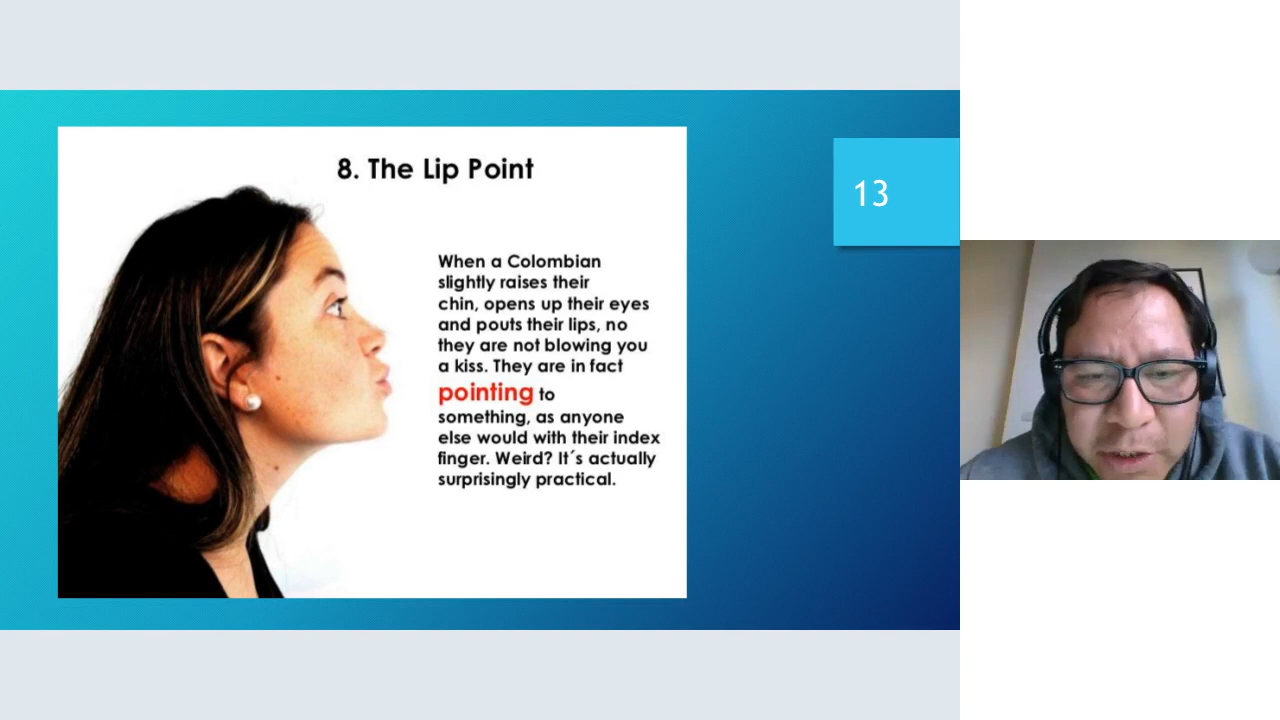 8. The Lip Point
13
When a Colombian
slightly raises their
chin, opens up their eyes
and pouts their lips, no
they are not blowing you
a kiss. They are in fact
pointing to
something, as anyone
else would with their index
finger. Weird? It´s actually
surprisingly practical.